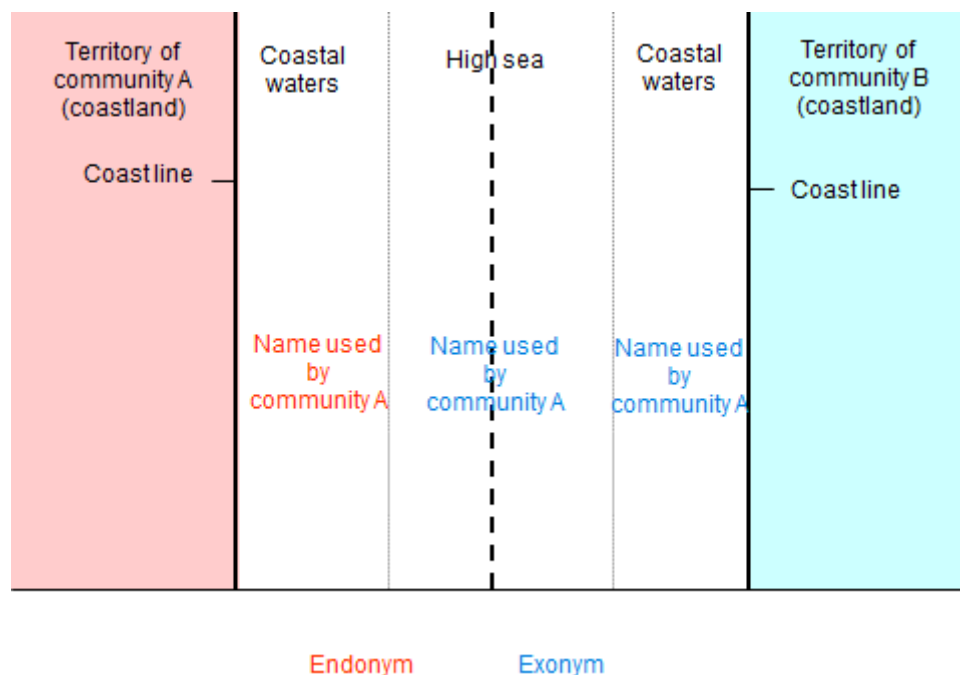 Territory of
community A
(coastland)
Coastal
waters
High sea
Coastal
waters
Territory of
community B
(coastland)
Coast line
Coast line
Name used
by
community A
Name used
by
community A
Name used
by
community A
Endonym
Exonym